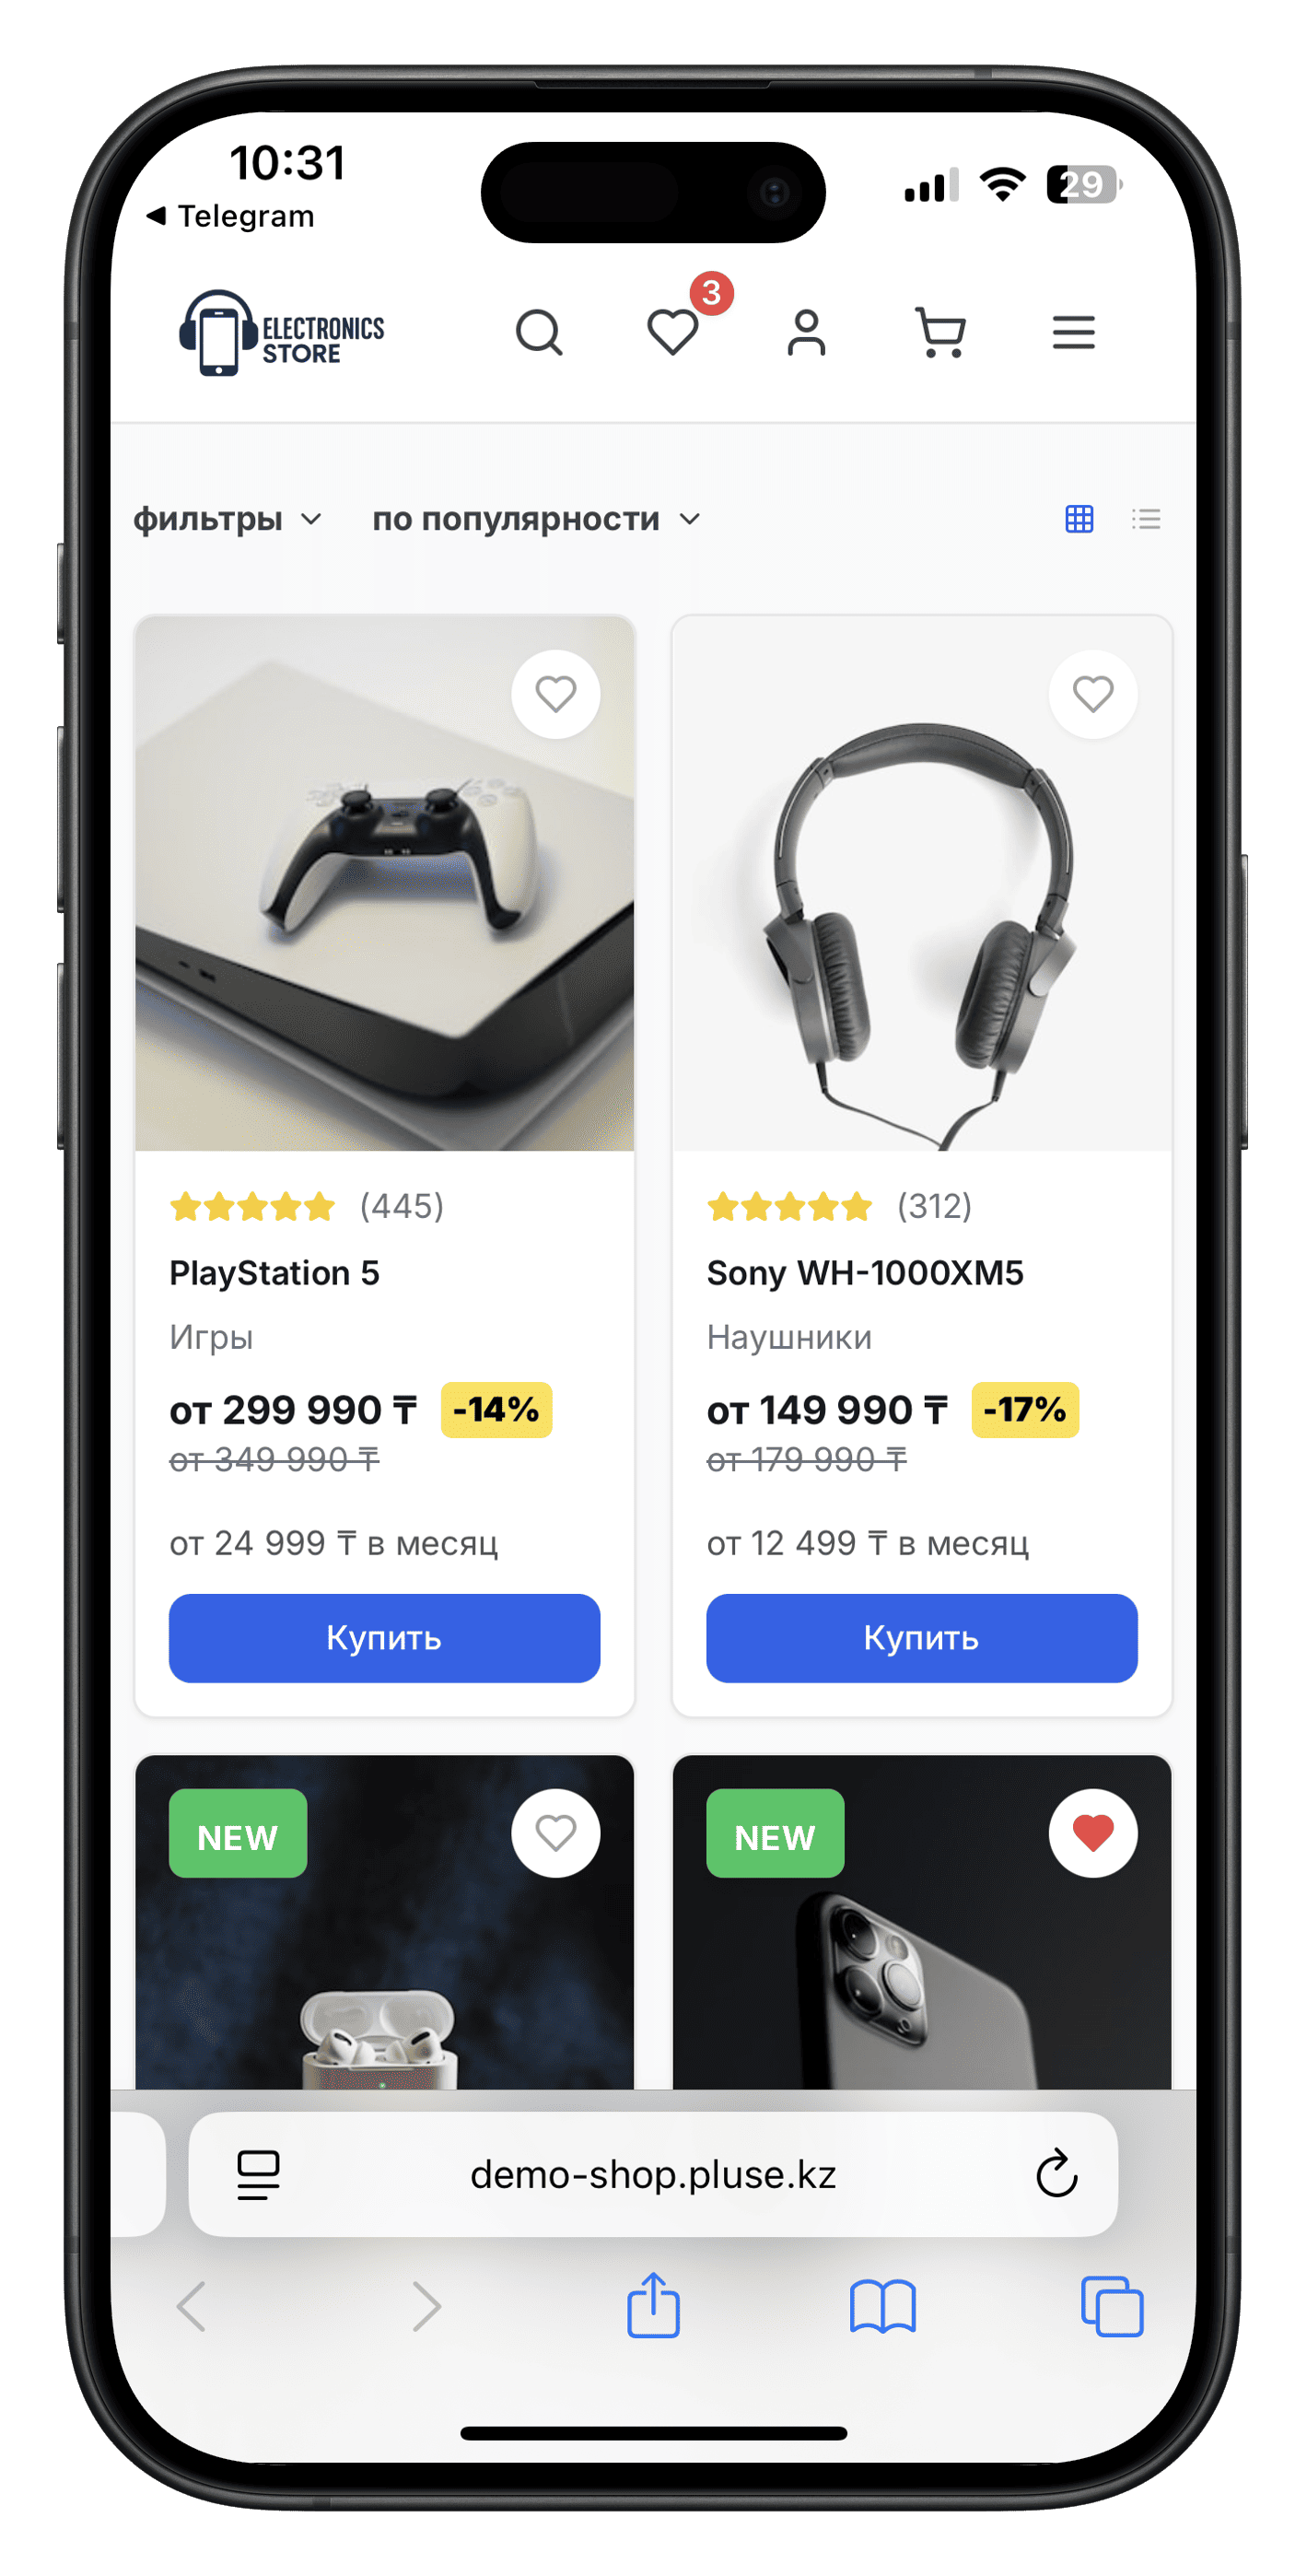 10:31
29
◀ Telegram
3
ELECTRONICS
STORE
фильтры
по популярности
(445)
(312)
PlayStation 5
Sony WH-1000XM5
Игры
Наушники
от 299 990 ₸ -14%
от 149 990 ₸ -17%
от 349 990 ₸
от 179 990 ₸
от 24 999 ₸ в месяц
от 12 499 ₸ в месяц
Купить
Купить
NEW
NEW
demo-shop.pluse.kz